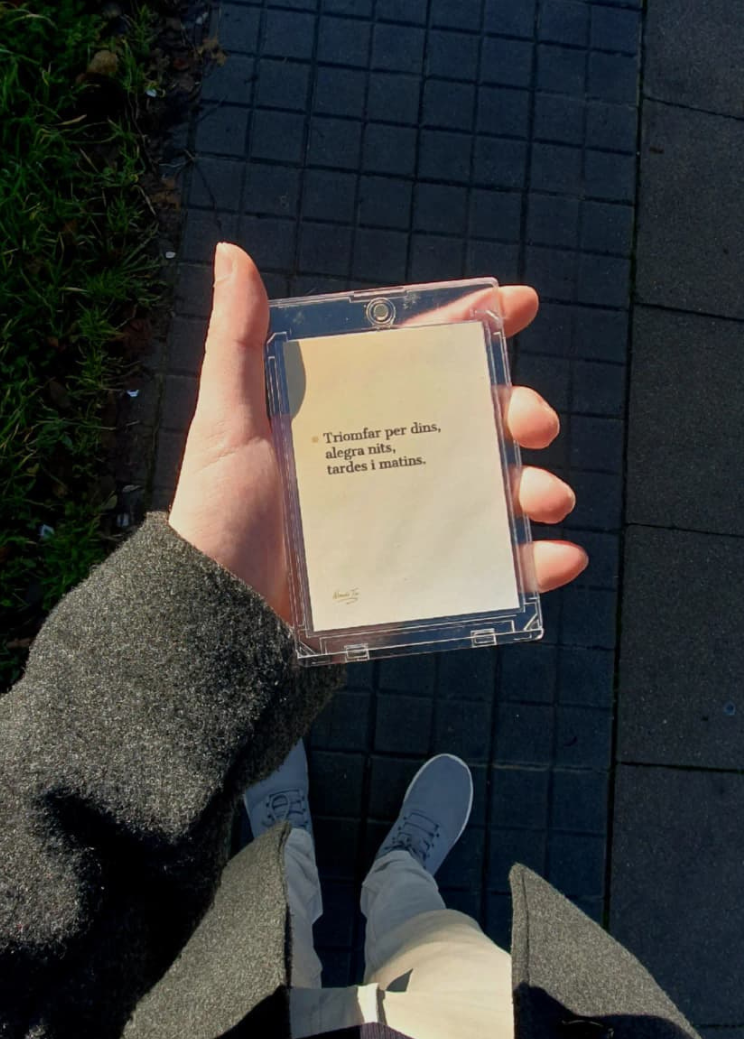 Triomfar per dins,
alegra nits,
tardes i matins.